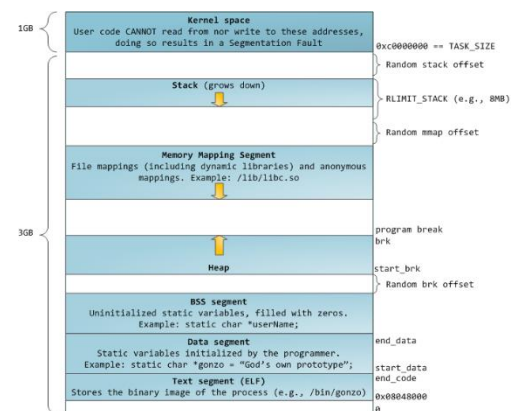 1GB
Kernel space
User code CANNOT read from nor write to these addresses,
doing so results in a Segmentation Fault
0xc0000000 == TASK_SIZE
Random stack offset
Stack (grows down)
RLIMIT_STACK (e.g., 8MB)
Random mmap offset
Memory Mapping Segment
File mappings (including dynamic libraries) and anonymous
mappings. Example: /lib/libc.so
3GB
program break
brk
Heap
start_brk
Random brk offset
BSS segment
Uninitialized static variables, filled with zeros.
Example: static char *userName;
Data segment
Static variables initialized by the programmer.
Example: static char *gonzo = “God's own prototype”;
end_data
start_data
Text segment (ELF)
Stores the binary image of the process (e.g., /bin/gonzo)
end_code
0x08048000
0